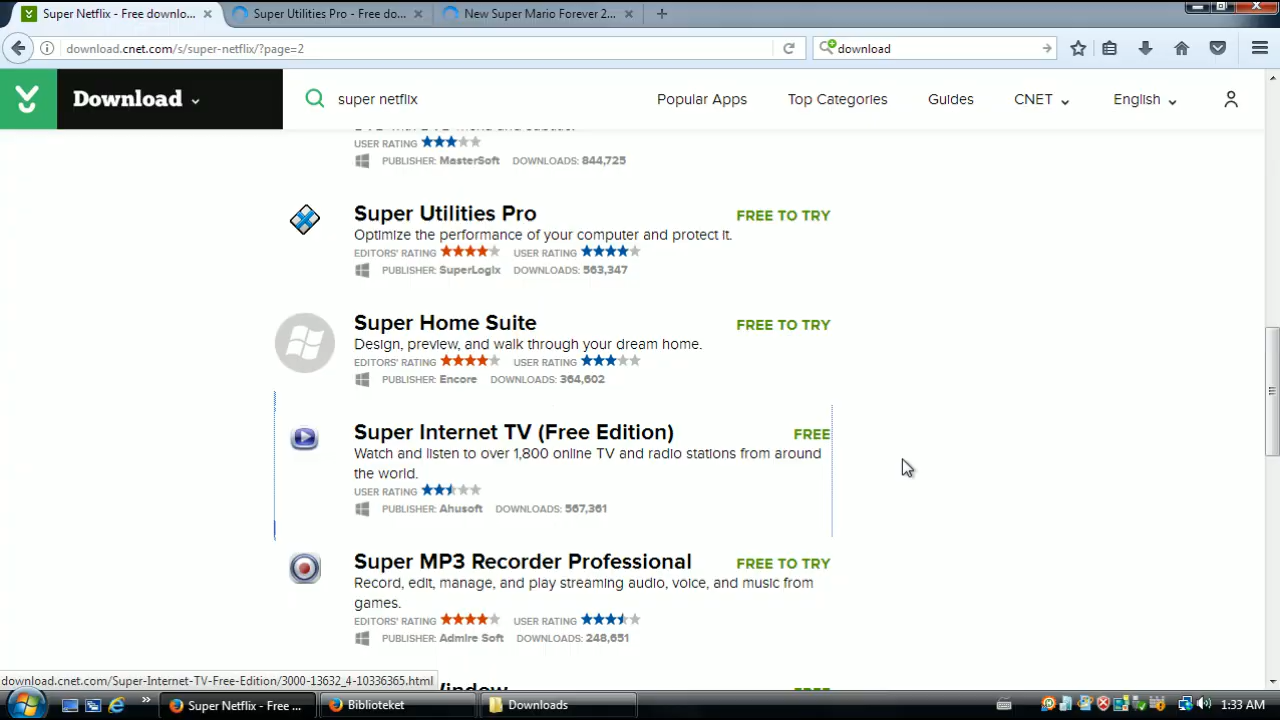 Super Netflix - Free downlo... ×
Super Utilities Pro - Free do... ×
New Super Mario Forever 2... ×
download.cnet.com/s/super-netflix/?page=2
download
Download
super netflix
Popular Apps
Top Categories
Guides
CNET
English
USER RATING
PUBLISHER: MasterSoft DOWNLOADS: 844,725
Super Utilities Pro FREE TO TRY
Optimize the performance of your computer and protect it.
EDITORS' RATING USER RATING
PUBLISHER: SuperLogix DOWNLOADS: 563,347
Super Home Suite FREE TO TRY
Design, preview, and walk through your dream home.
EDITORS' RATING USER RATING
PUBLISHER: Encore DOWNLOADS: 364,602
Super Internet TV (Free Edition) FREE
Watch and listen to over 1,800 online TV and radio stations from around
the world.
USER RATING
PUBLISHER: Ahusoft DOWNLOADS: 567,361
Super MP3 Recorder Professional FREE TO TRY
Record, edit, manage, and play streaming audio, voice, and music from
games.
EDITORS' RATING USER RATING
PUBLISHER: Admire Soft DOWNLOADS: 248,651
download.cnet.com/Super-Internet-TV-Free-Edition/3000-13632_4-10336365.html
Super Netflix - Free ...
Biblioteket
Downloads
1:33 AM